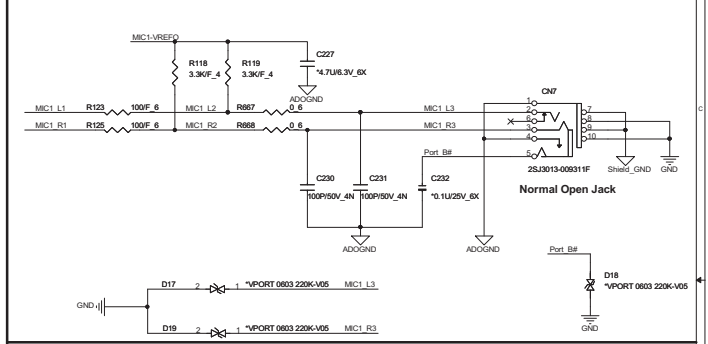 MIC1-VREFO
R118
3.3K/F_4
R119
3.3K/F_4
C227
*4.7U/6.3V_6X
ADOGND
CN7
MIC1_L1
R123
100/F_6
MIC1_L2
R667
0_6
MIC1_L3
MIC1_R1
R125
100/F_6
MIC1_R2
R668
0_6
MIC1_R3
1
2
6
3
4
5
7
8
9
10
Port_B#
2SJ3013-009311F
Shield_GND
GND
Normal Open Jack
C230
100P/50V_4N
C231
100P/50V_4N
C232
*0.1U/25V_6X
ADOGND
ADOGND
Port_B#
D18
*VPORT 0603 220K-V05
GND
D17
2
1
*VPORT 0603 220K-V05
MIC1_L3
GND
D19
2
1
*VPORT 0603 220K-V05
MIC1_R3
C